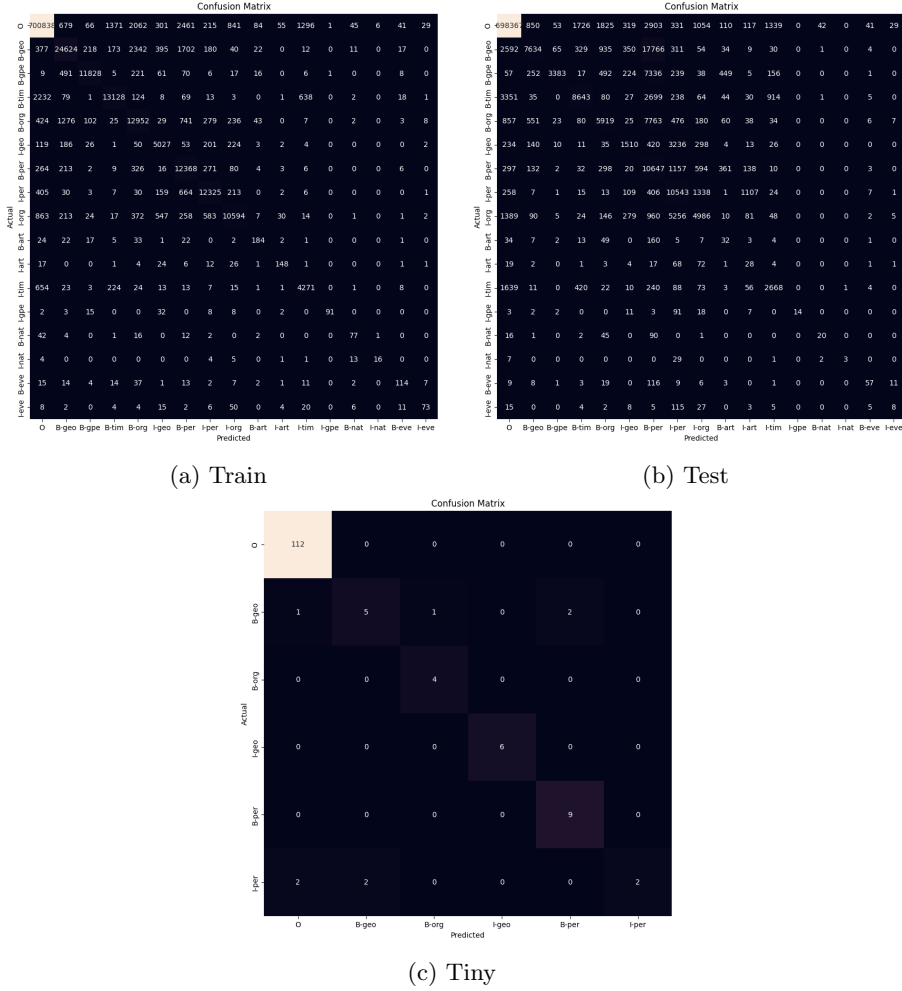 Confusion Matrix
O 700838 679 66 1371 2062 301 2461 215 841 84 55 1296 1 45 6 41 29
B-geo 377 24624 218 173 2342 395 1702 180 40 22 0 12 0 11 0 17 0
B-gpe 9 491 11828 5 221 61 70 6 17 16 0 6 1 0 0 8 0
B-tim 2232 79 1 13128 124 8 69 13 3 0 1 638 0 2 0 18 1
B-org 424 1276 102 25 12952 29 741 279 236 43 0 7 0 2 0 3 8
I-geo 119 186 26 1 50 5027 53 201 224 3 2 4 0 0 0 0 2
B-per 264 213 2 9 326 16 12368 271 80 4 3 6 0 0 0 6 0
I-per 405 30 3 7 30 159 664 12325 213 0 2 6 0 0 0 0 1
I-org 863 213 24 17 372 547 258 583 10594 7 30 14 0 1 0 1 2
B-art 24 22 17 5 33 1 22 0 2 184 2 1 0 0 0 1 0
I-art 17 0 0 1 4 24 6 12 26 1 148 1 0 0 0 1 1
I-tim 654 23 3 224 24 13 13 7 15 1 1 4271 0 1 0 8 0
I-gpe 2 3 15 0 0 32 0 8 8 0 2 0 91 0 0 0 0
B-nat 42 4 0 1 16 0 12 2 0 2 0 0 0 77 1 0 0
I-nat 4 0 0 0 0 0 0 4 5 0 1 1 0 13 16 0 0
B-eve 15 14 4 14 37 1 13 2 7 2 1 11 0 2 0 114 7
I-eve 8 2 0 4 4 15 2 6 50 0 4 20 0 6 0 11 73
O B-geo B-gpe B-tim B-org I-geo B-per I-per I-org B-art I-art I-tim I-gpe B-nat I-nat B-eve I-eve
Actual
Predicted
(a) Train
Confusion Matrix
O 698367 850 53 1726 1825 319 2903 331 1054 110 117 1339 0 42 0 41 29
B-geo 2592 7634 65 329 935 350 17766 311 54 34 9 30 0 1 0 4 0
B-gpe 57 252 3383 17 492 224 7336 239 38 449 5 156 0 0 0 1 0
B-tim 3351 35 0 8643 80 27 2699 238 64 44 30 914 0 1 0 5 0
B-org 857 551 23 80 5919 25 7763 476 180 60 38 34 0 0 0 6 7
I-geo 234 140 10 11 35 1510 420 3236 298 4 13 26 0 0 0 0 0
B-per 297 132 2 32 298 20 10647 1157 594 361 138 10 0 0 0 3 0
I-per 258 7 1 15 13 109 406 10543 1338 1 1107 24 0 0 0 7 1
I-org 1389 90 5 24 146 279 960 5256 4986 10 81 48 0 0 0 2 5
B-art 34 7 2 13 49 0 160 5 7 32 3 4 0 0 0 1 0
I-art 19 2 0 1 3 4 17 68 72 1 28 4 0 0 0 1 1
I-tim 1639 11 0 420 22 10 240 88 73 3 56 2668 0 0 1 4 0
I-gpe 3 2 2 0 0 11 3 91 18 0 7 0 14 0 0 0 0
B-nat 16 1 0 2 45 0 90 0 1 0 0 0 0 20 0 0 0
I-nat 7 0 0 0 0 0 0 29 0 0 0 0 0 2 3 0 0
B-eve 9 8 1 3 19 0 116 9 6 3 0 1 0 0 0 57 11
I-eve 15 0 0 4 2 8 5 115 27 0 3 5 0 0 0 5 8
O B-geo B-gpe B-tim B-org I-geo B-per I-per I-org B-art I-art I-tim I-gpe B-nat I-nat B-eve I-eve
Actual
Predicted
(b) Test
Confusion Matrix
O 112 0 0 0 0 0
B-geo 1 5 1 0 2 0
B-org 0 0 4 0 0 0
I-geo 0 0 0 6 0 0
B-per 0 0 0 0 9 0
I-per 2 2 0 0 0 2
O B-geo B-org I-geo B-per I-per
Actual
Predicted
(c) Tiny